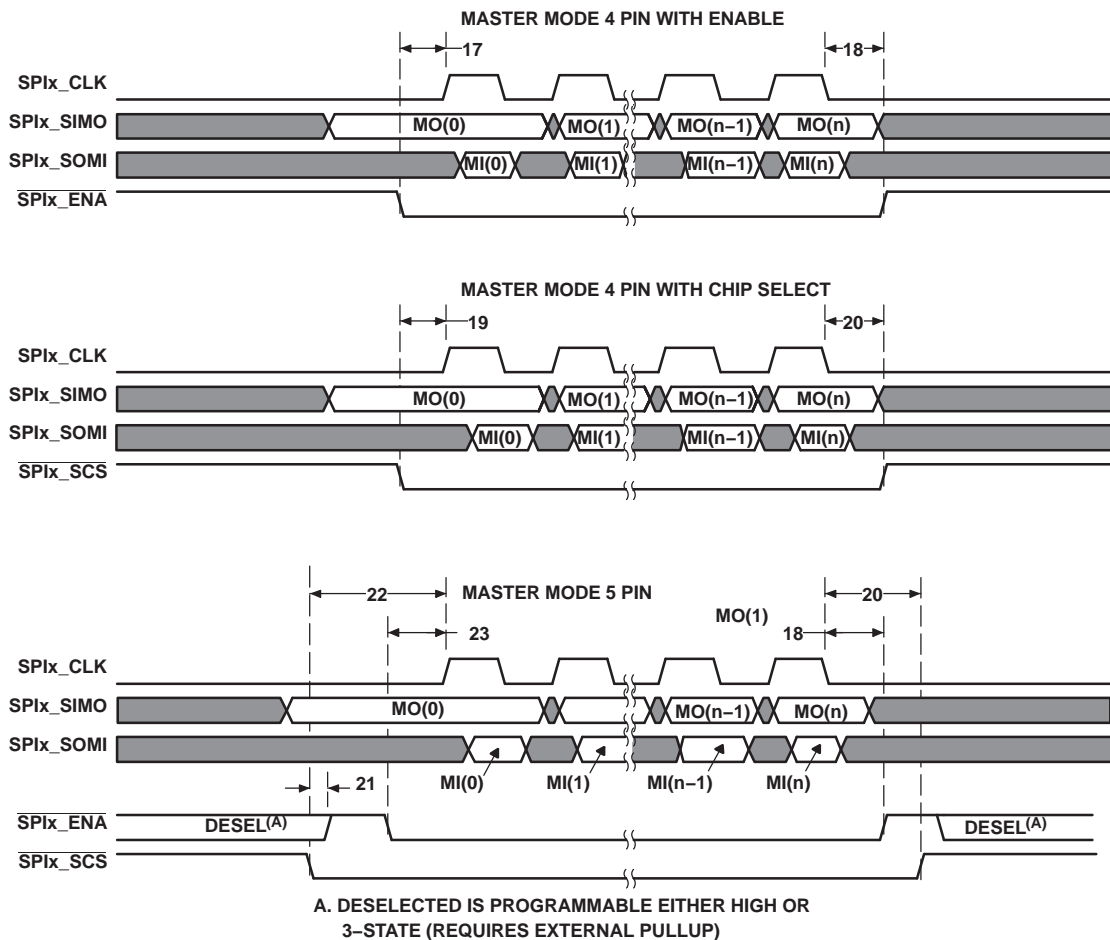 MASTER MODE 4 PIN WITH ENABLE
17
18
SPIx_CLK
SPIx_SIMO
MO(0)
MO(1)
MO(n−1)
MO(n)
SPIx_SOMI
MI(0)
MI(1)
MI(n−1)
MI(n)
SPIx_ENA
MASTER MODE 4 PIN WITH CHIP SELECT
19
20
SPIx_CLK
SPIx_SIMO
MO(0)
MO(1)
MO(n−1)
MO(n)
SPIx_SOMI
MI(0)
MI(1)
MI(n−1)
MI(n)
SPIx_SCS
22
MASTER MODE 5 PIN
20
MO(1)
23
18
SPIx_CLK
SPIx_SIMO
MO(0)
MO(n−1)
MO(n)
SPIx_SOMI
MI(0)
MI(1)
MI(n−1)
MI(n)
21
SPIx_ENA
DESEL(A)
DESEL(A)
SPIx_SCS
A. DESELECTED IS PROGRAMMABLE EITHER HIGH OR
3−STATE (REQUIRES EXTERNAL PULLUP)